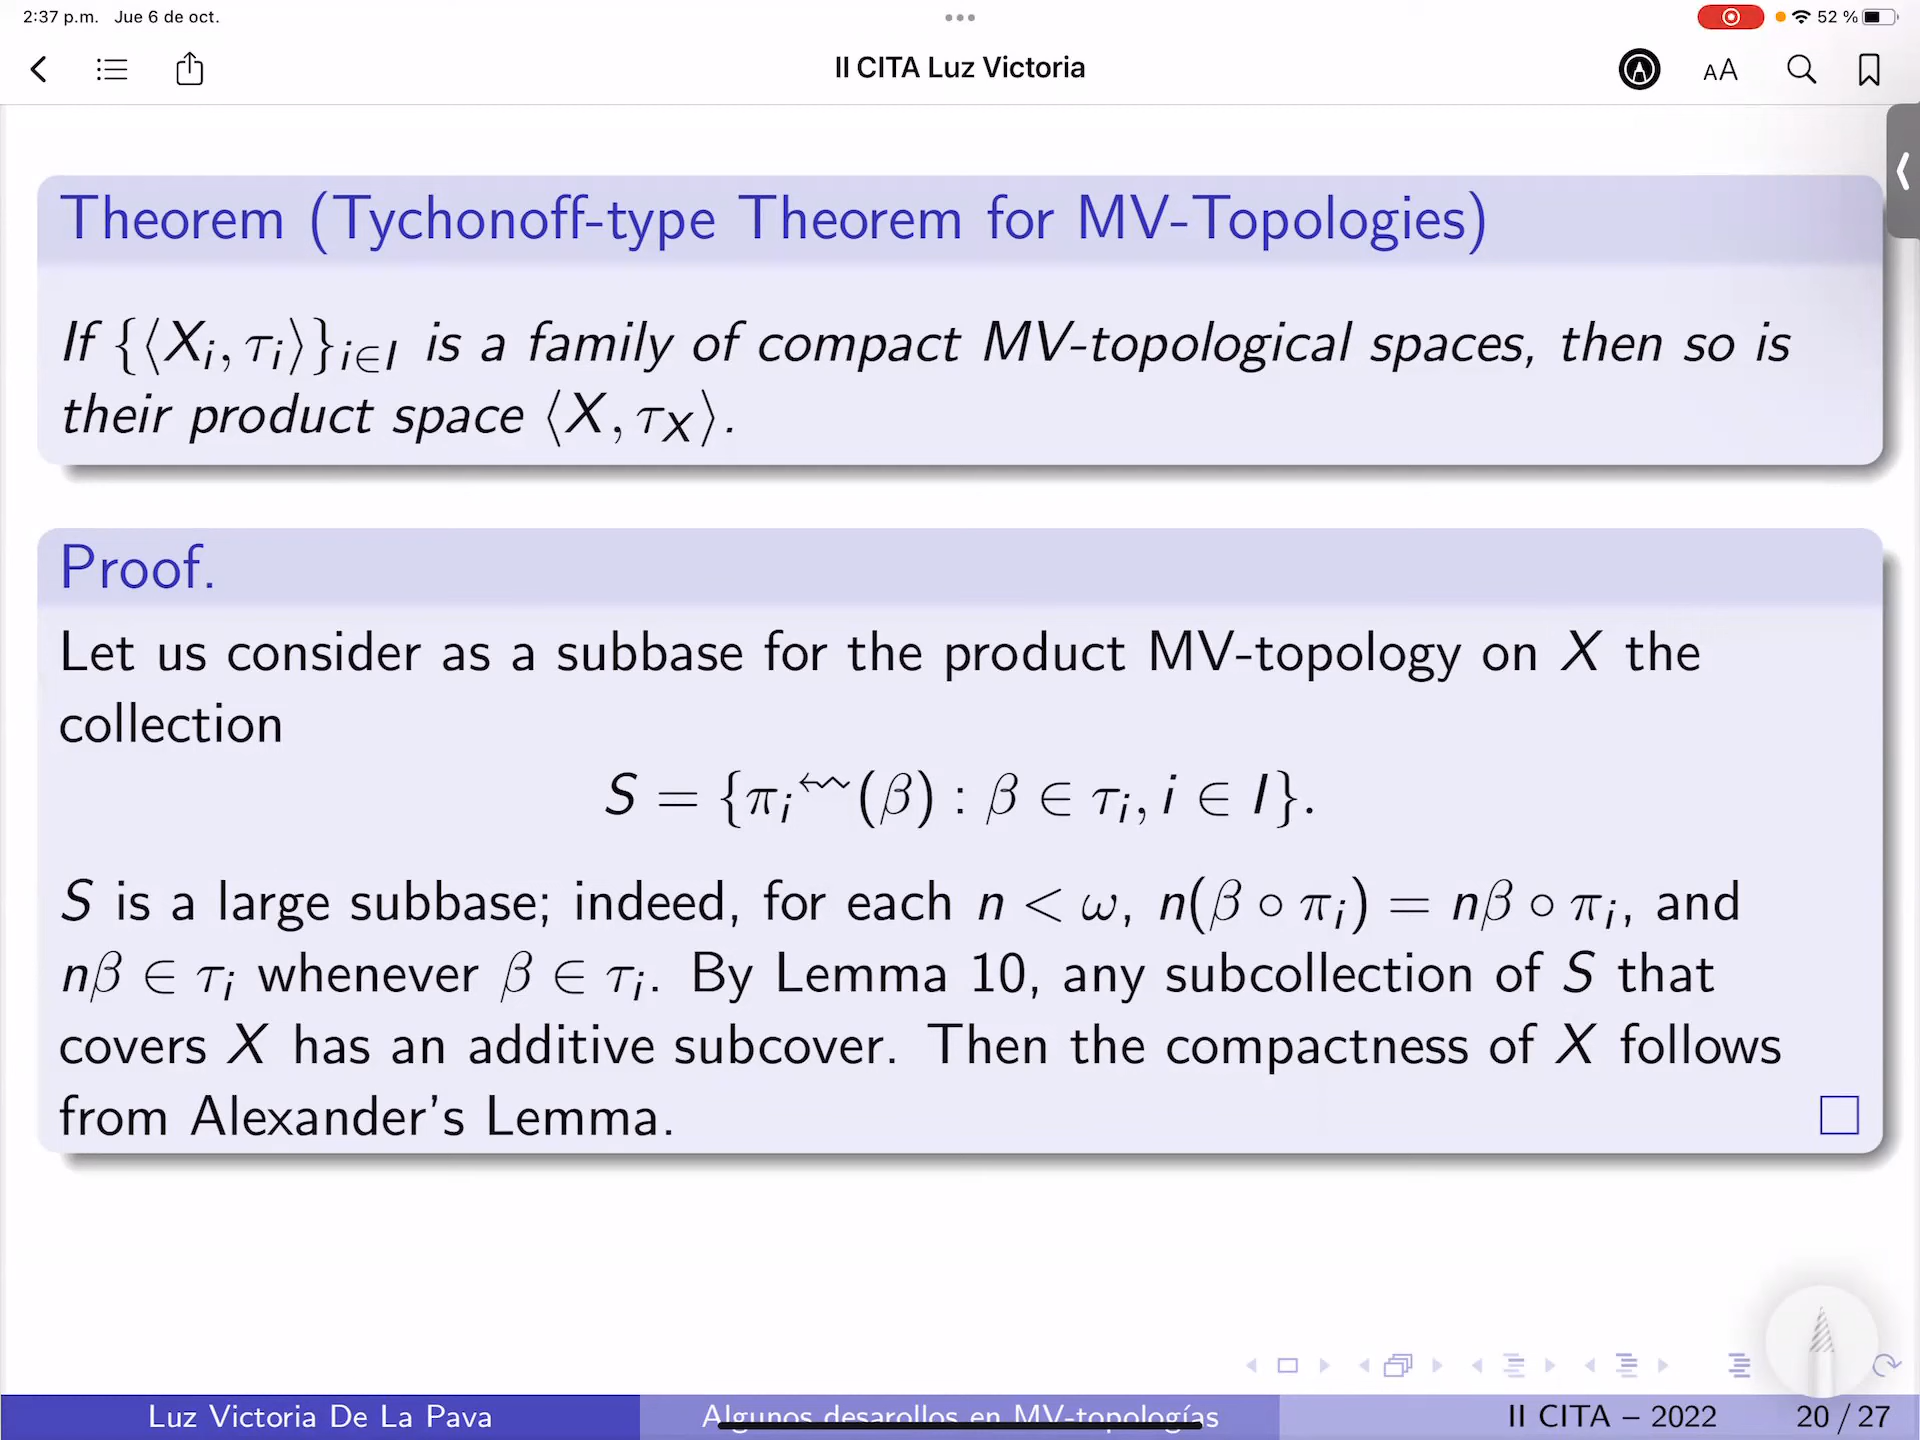 2:37 p.m. Jue 6 de oct.
52 %
II CITA Luz Victoria
AA
Theorem (Tychonoff-type Theorem for MV-Topologies)
If {⟨Xᵢ, τᵢ⟩}ᵢ∈I is a family of compact MV-topological spaces, then so is
their product space ⟨X, τ_X⟩.
Proof.
Let us consider as a subbase for the product MV-topology on X the
collection
S = {πᵢ^↜(β) : β ∈ τᵢ, i ∈ I}.
S is a large subbase; indeed, for each n < ω, n(β ∘ πᵢ) = nβ ∘ πᵢ, and
nβ ∈ τᵢ whenever β ∈ τᵢ. By Lemma 10, any subcollection of S that
covers X has an additive subcover. Then the compactness of X follows
from Alexander's Lemma.
Luz Victoria De La Pava
Algunos desarollos en MV-topologías
II CITA – 2022
20 / 27